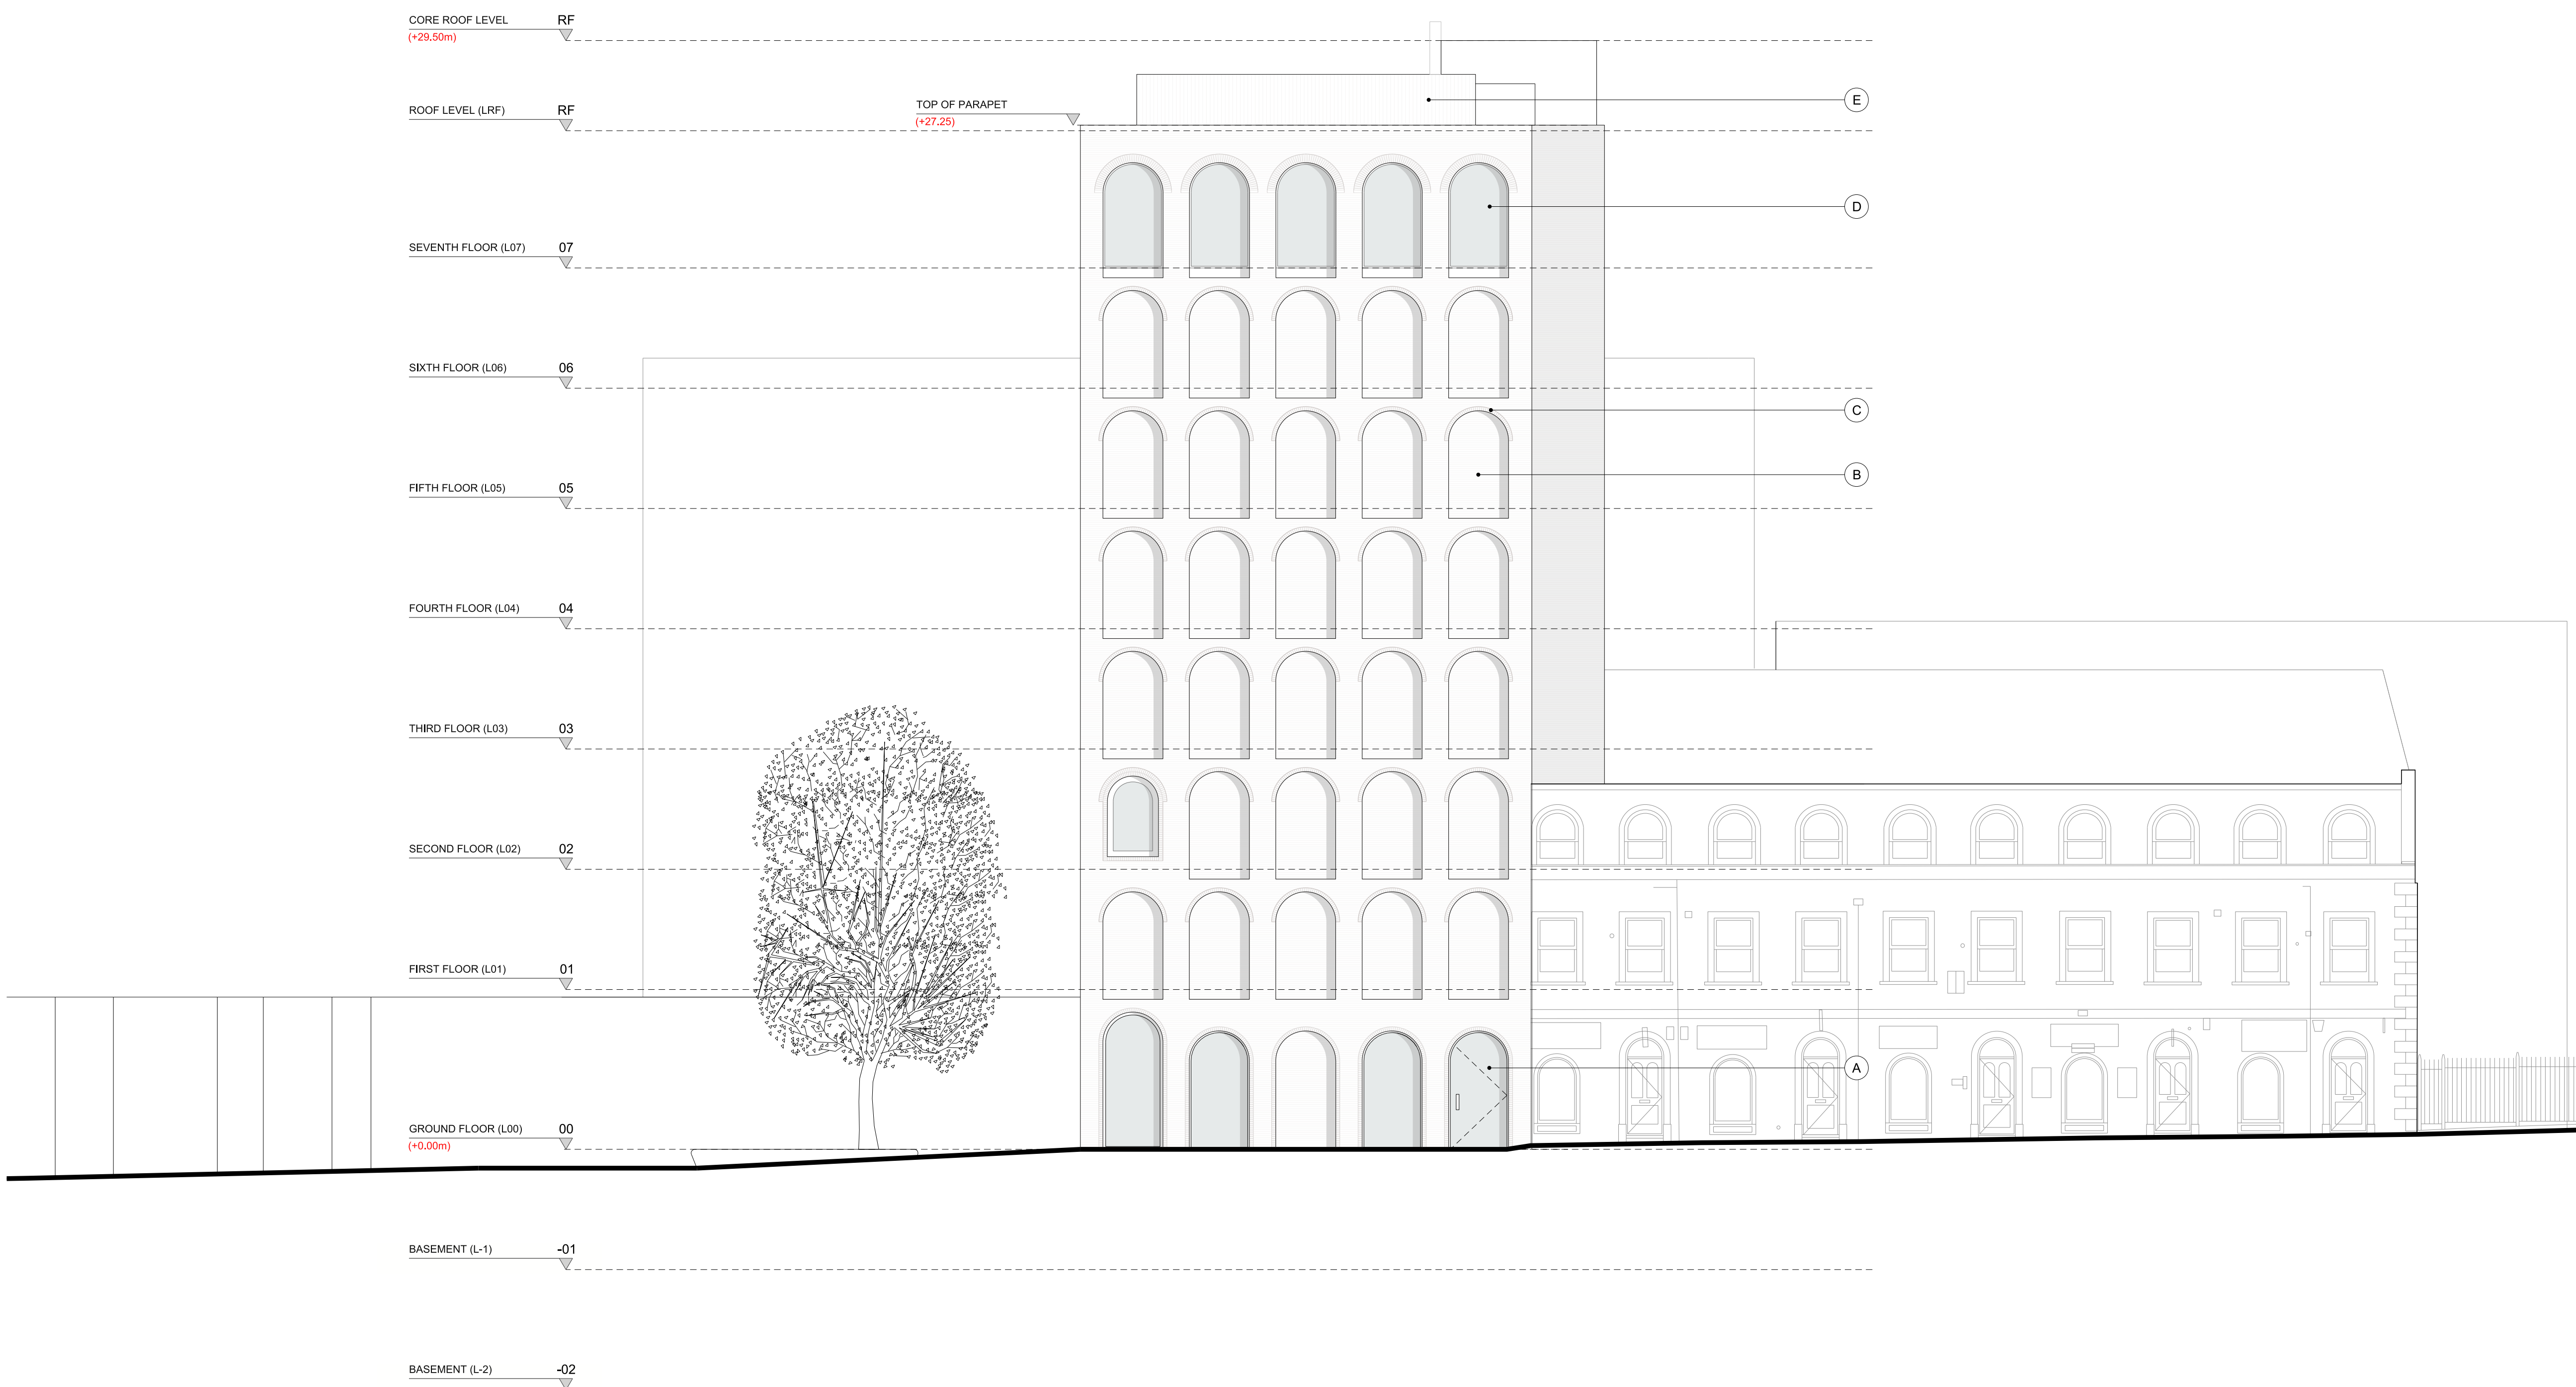 CORE ROOF LEVEL RF
(+29.50m)
ROOF LEVEL (LRF) RF
TOP OF PARAPET
(+27.25)
E
D
SEVENTH FLOOR (L07) 07
SIXTH FLOOR (L06) 06
C
B
FIFTH FLOOR (L05) 05
FOURTH FLOOR (L04) 04
THIRD FLOOR (L03) 03
SECOND FLOOR (L02) 02
FIRST FLOOR (L01) 01
A
GROUND FLOOR (L00) 00
(+0.00m)
BASEMENT (L-1) -01
BASEMENT (L-2) -02